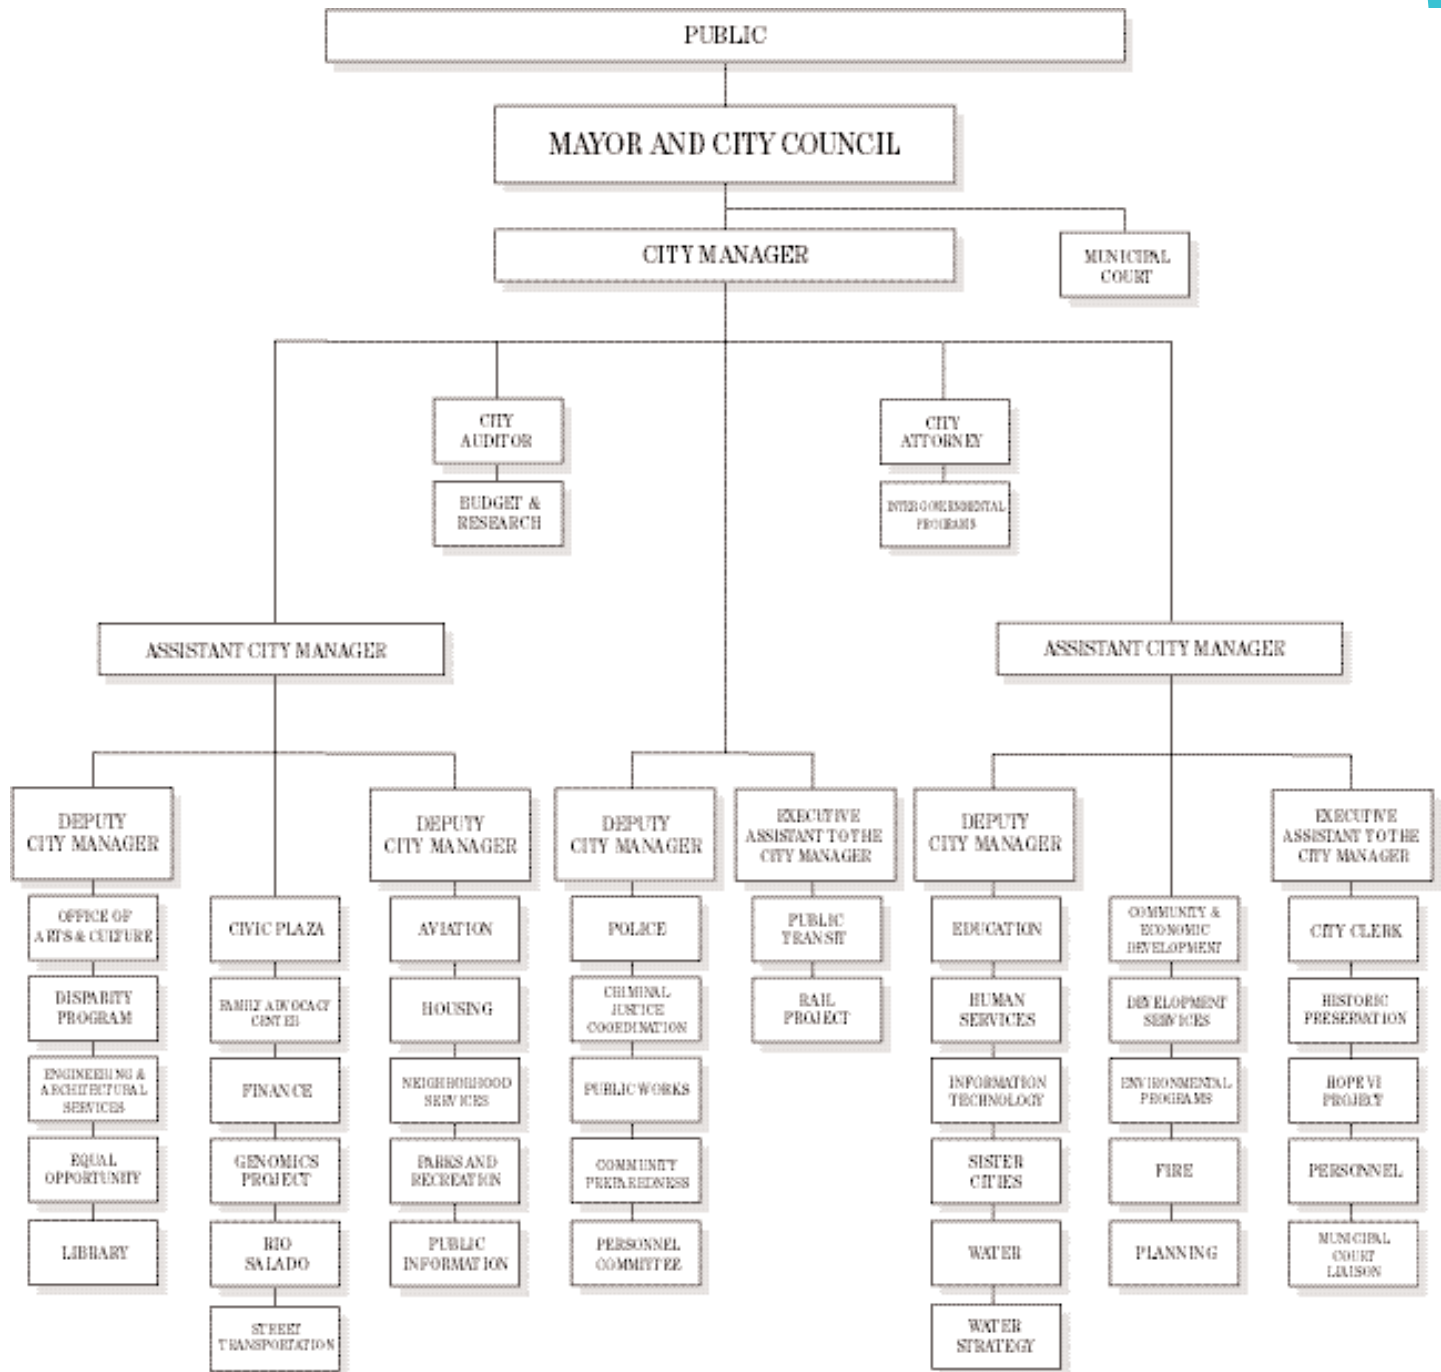 PUBLIC
MAYOR AND CITY COUNCIL
CITY MANAGER
MUNICIPAL
COURT
CITY
AUDITOR
BUDGET &
RESEARCH
CITY
ATTORNEY
INTERGOVERNMENTAL
PROGRAMS
ASSISTANT CITY MANAGER
ASSISTANT CITY MANAGER
DEPUTY
CITY MANAGER
OFFICE OF
ARTS & CULTURE
DISPARITY
PROGRAM
ENGINEERING &
ARCHITECTURAL
SERVICES
EQUAL
OPPORTUNITY
LIBRARY
CIVIC PLAZA
FAMILY ADVOCACY
CENTER
FINANCE
GENOMICS
PROJECT
RIO
SALADO
STREET
TRANSPORTATION
DEPUTY
CITY MANAGER
AVIATION
HOUSING
NEIGHBORHOOD
SERVICES
PARKS AND
RECREATION
PUBLIC
INFORMATION
DEPUTY
CITY MANAGER
POLICE
CRIMINAL
JUSTICE
COORDINATION
PUBLIC WORKS
COMMUNITY
PREPAREDNESS
PERSONNEL
COMMITTEE
EXECUTIVE
ASSISTANT TO THE
CITY MANAGER
PUBLIC
TRANSIT
RAIL
PROJECT
DEPUTY
CITY MANAGER
EDUCATION
HUMAN
SERVICES
INFORMATION
TECHNOLOGY
SISTER
CITIES
WATER
WATER
STRATEGY
COMMUNITY &
ECONOMIC
DEVELOPMENT
DEVELOPMENT
SERVICES
ENVIRONMENTAL
PROGRAMS
FIRE
PLANNING
EXECUTIVE
ASSISTANT TO THE
CITY MANAGER
CITY CLERK
HISTORIC
PRESERVATION
HOPE VI
PROJECT
PERSONNEL
MUNICIPAL
COURT
LIAISON